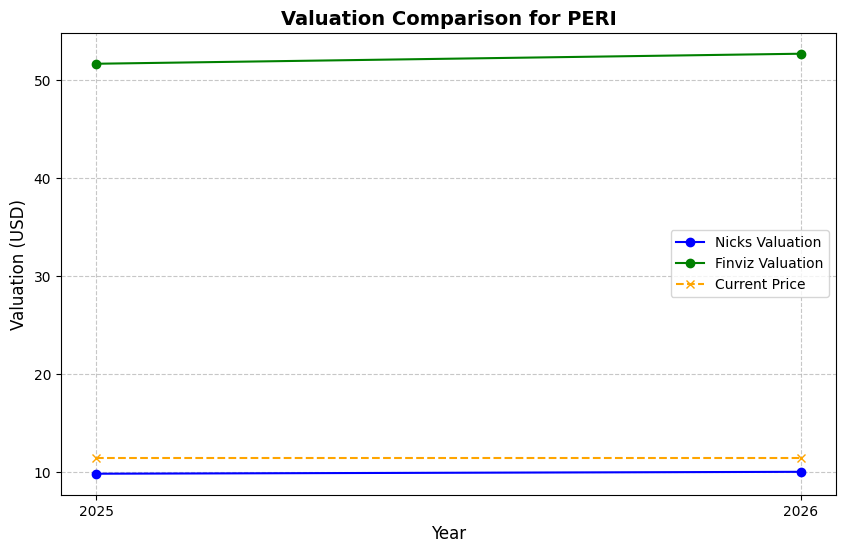 Valuation Comparison for PERI
Valuation (USD)
50
40
30
20
10
Nicks Valuation
Finviz Valuation
Current Price
2025
2026
Year